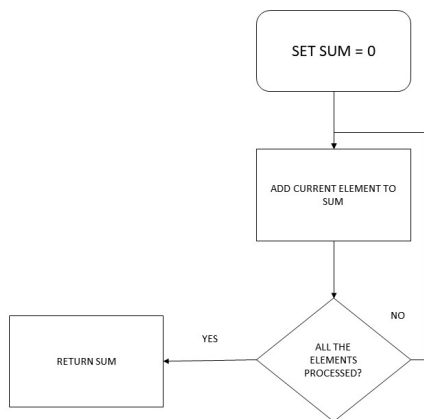 SET SUM = 0
ADD CURRENT ELEMENT TO
SUM
YES
NO
RETURN SUM
ALL THE
ELEMENTS
PROCESSED?